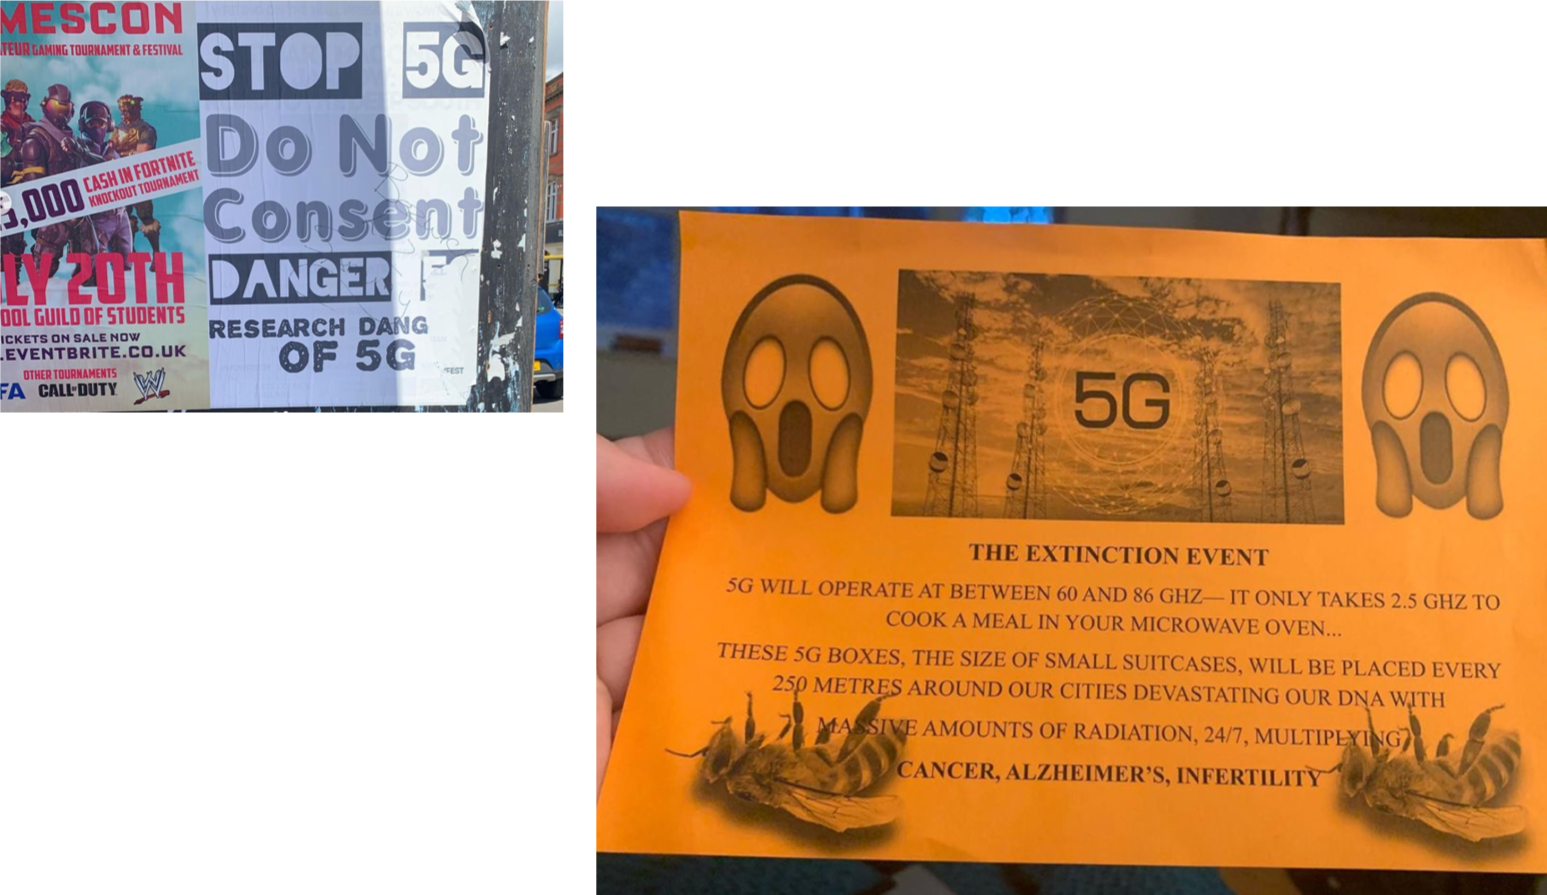 MESCON
TEUR GAMING TOURNAMENT & FESTIVAL
,000 CASH IN FORTNITE
KNOCKOUT TOURNAMENT
LY 20TH
OOL GUILD OF STUDENTS
ICKETS ON SALE NOW
.EVENTBRITE.CO.UK
OTHER TOURNAMENTS
FA CALL OF DUTY W
STOP 5G
Do Not
Consent
DANGER
RESEARCH DANG
OF 5G
5G
THE EXTINCTION EVENT
5G WILL OPERATE AT BETWEEN 60 AND 86 GHZ— IT ONLY TAKES 2.5 GHZ TO
COOK A MEAL IN YOUR MICROWAVE OVEN...
THESE 5G BOXES, THE SIZE OF SMALL SUITCASES, WILL BE PLACED EVERY
250 METRES AROUND OUR CITIES DEVASTATING OUR DNA WITH
MASSIVE AMOUNTS OF RADIATION, 24/7, MULTIPLYING
CANCER, ALZHEIMER'S, INFERTILITY